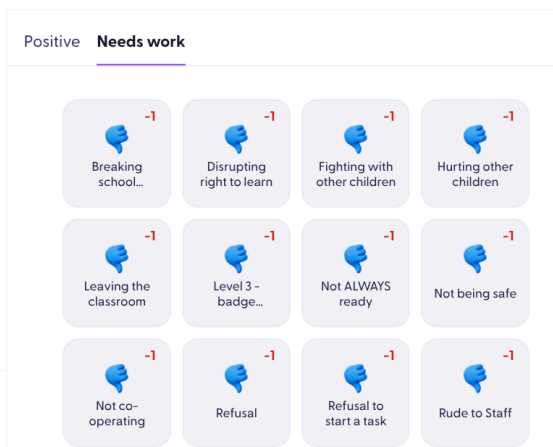 Positive Needs work
-1 -1 -1 -1
Breaking school...
Disrupting right to learn
Fighting with other children
Hurting other children
-1 -1 -1 -1
Leaving the classroom
Level 3 - badge...
Not ALWAYS ready
Not being safe
-1 -1 -1 -1
Not co-operating
Refusal
Refusal to start a task
Rude to Staff